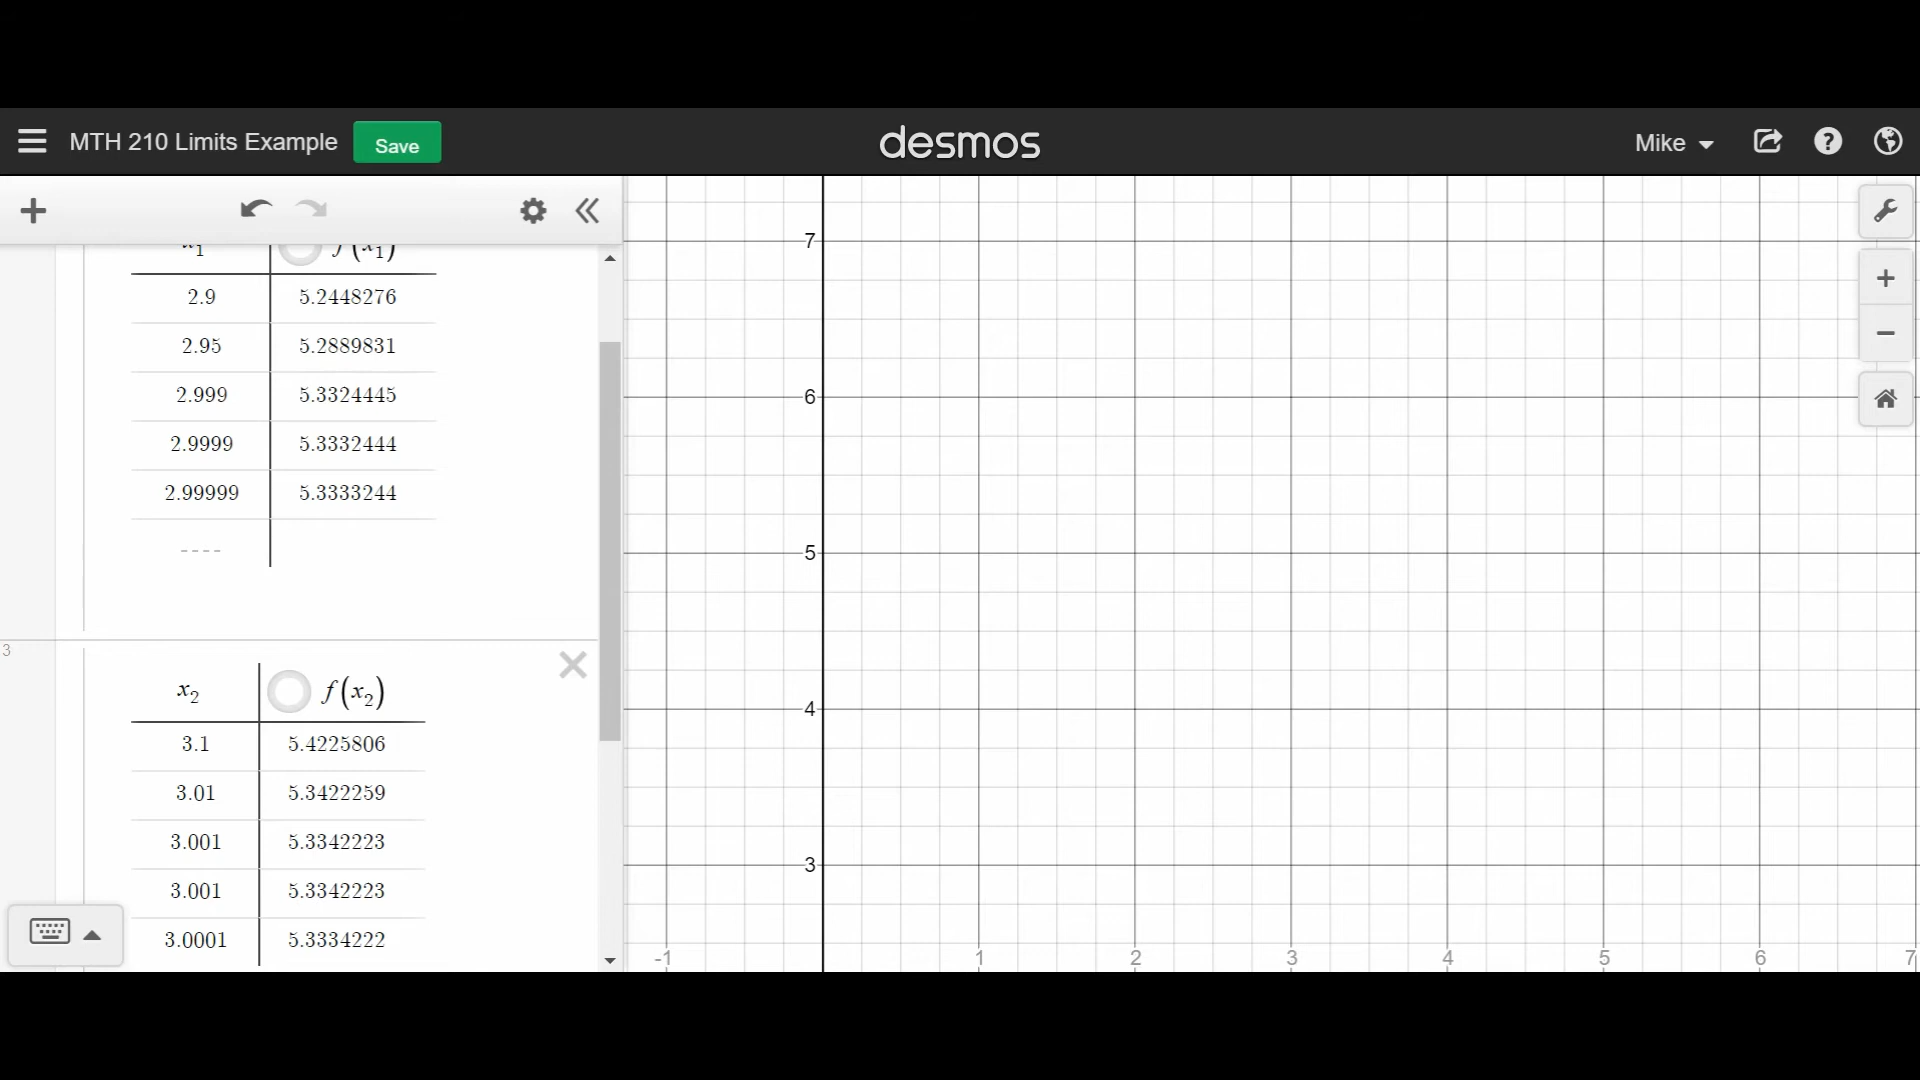 MTH 210 Limits Example
Save
desmos
Mike
x₁ f(x₁)
2.9 5.2448276
2.95 5.2889831
2.999 5.3324445
2.9999 5.3332444
2.99999 5.3333244
3
x₂ f(x₂)
3.1 5.4225806
3.01 5.3422259
3.001 5.3342223
3.001 5.3342223
3.0001 5.3334222
7
6
5
4
3
-1 1 2 3 4 5 6 7